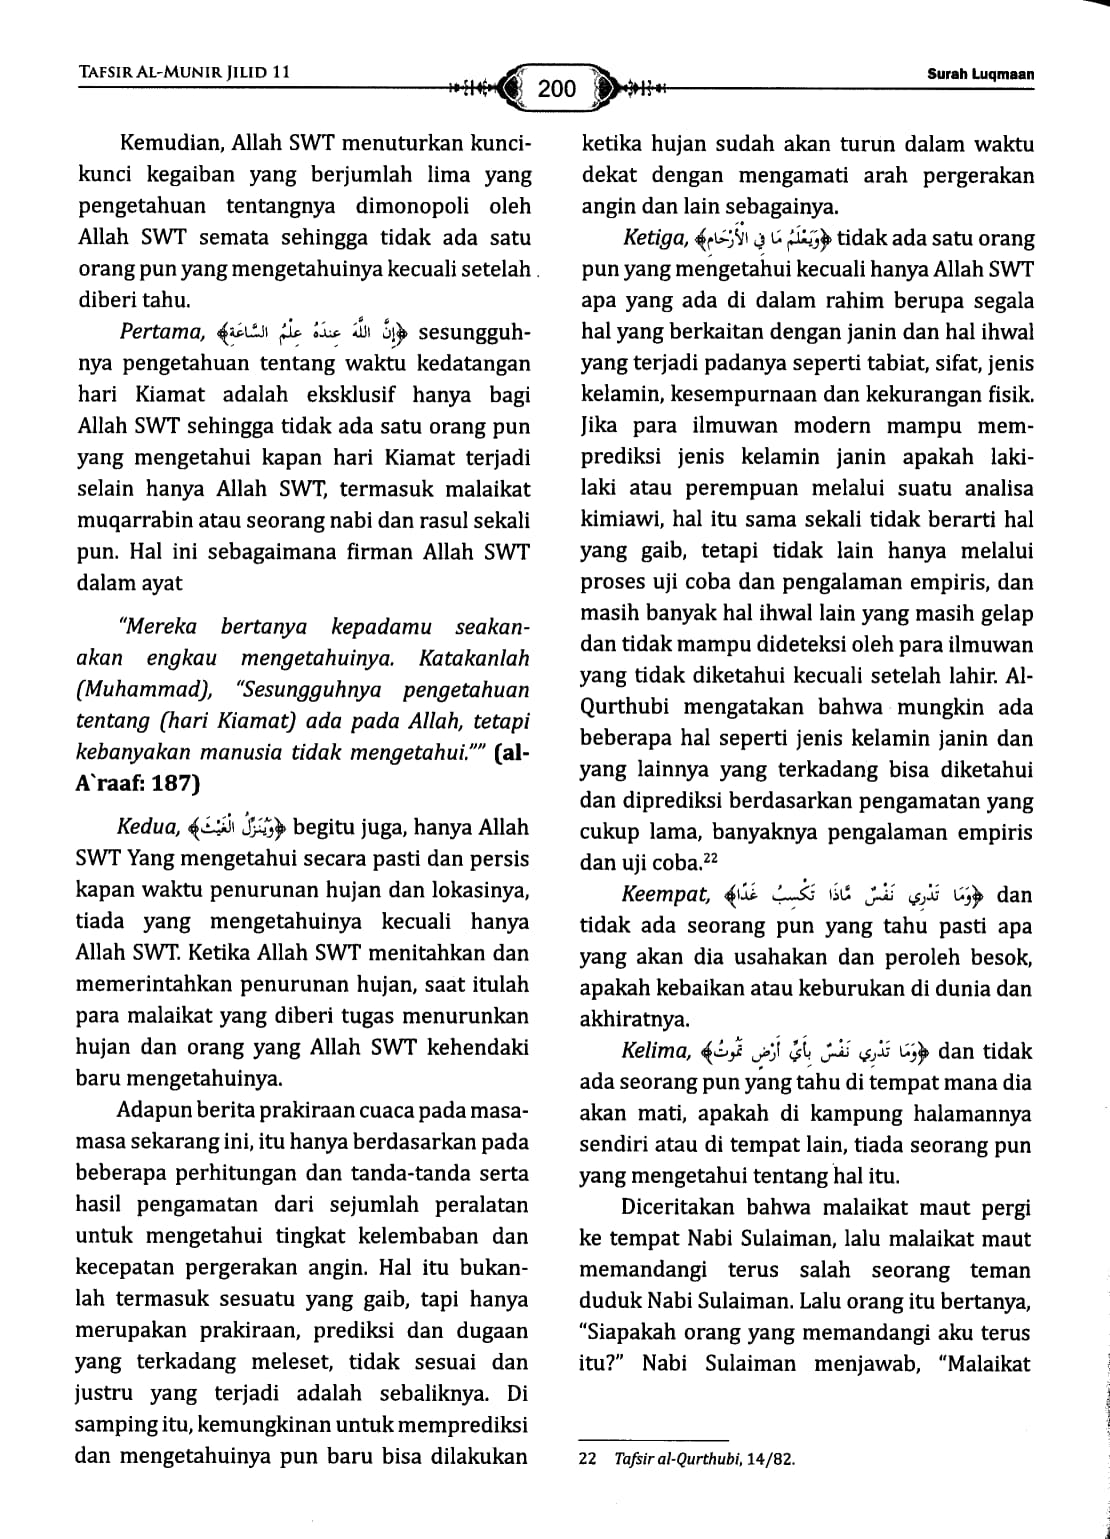 TAFSIR AL-MUNIR JILID 11
200
Surah Luqmaan
Kemudian, Allah SWT menuturkan kunci-
kunci kegaiban yang berjumlah lima yang
pengetahuan tentangnya dimonopoli oleh
Allah SWT semata sehingga tidak ada satu
orang pun yang mengetahuinya kecuali setelah
diberi tahu.
Pertama, ﴿إِنَّ اللَّهَ عِندَهُ عِلْمُ السَّاعَةِ﴾ sesungguh-
nya pengetahuan tentang waktu kedatangan
hari Kiamat adalah eksklusif hanya bagi
Allah SWT sehingga tidak ada satu orang pun
yang mengetahui kapan hari Kiamat terjadi
selain hanya Allah SWT, termasuk malaikat
muqarrabin atau seorang nabi dan rasul sekali
pun. Hal ini sebagaimana firman Allah SWT
dalam ayat
"Mereka bertanya kepadamu seakan-
akan engkau mengetahuinya. Katakanlah
(Muhammad), "Sesungguhnya pengetahuan
tentang (hari Kiamat) ada pada Allah, tetapi
kebanyakan manusia tidak mengetahui."" (al-
A`raaf: 187)
Kedua, ﴿وَيُنَزِّلُ الْغَيْثَ﴾ begitu juga, hanya Allah
SWT Yang mengetahui secara pasti dan persis
kapan waktu penurunan hujan dan lokasinya,
tiada yang mengetahuinya kecuali hanya
Allah SWT. Ketika Allah SWT menitahkan dan
memerintahkan penurunan hujan, saat itulah
para malaikat yang diberi tugas menurunkan
hujan dan orang yang Allah SWT kehendaki
baru mengetahuinya.
Adapun berita prakiraan cuaca pada masa-
masa sekarang ini, itu hanya berdasarkan pada
beberapa perhitungan dan tanda-tanda serta
hasil pengamatan dari sejumlah peralatan
untuk mengetahui tingkat kelembaban dan
kecepatan pergerakan angin. Hal itu bukan-
lah termasuk sesuatu yang gaib, tapi hanya
merupakan prakiraan, prediksi dan dugaan
yang terkadang meleset, tidak sesuai dan
justru yang terjadi adalah sebaliknya. Di
samping itu, kemungkinan untuk memprediksi
dan mengetahuinya pun baru bisa dilakukan
ketika hujan sudah akan turun dalam waktu
dekat dengan mengamati arah pergerakan
angin dan lain sebagainya.
Ketiga, ﴿وَيَعْلَمُ مَا فِي الْأَرْحَامِ﴾ tidak ada satu orang
pun yang mengetahui kecuali hanya Allah SWT
apa yang ada di dalam rahim berupa segala
hal yang berkaitan dengan janin dan hal ihwal
yang terjadi padanya seperti tabiat, sifat, jenis
kelamin, kesempurnaan dan kekurangan fisik.
Jika para ilmuwan modern mampu mem-
prediksi jenis kelamin janin apakah laki-
laki atau perempuan melalui suatu analisa
kimiawi, hal itu sama sekali tidak berarti hal
yang gaib, tetapi tidak lain hanya melalui
proses uji coba dan pengalaman empiris, dan
masih banyak hal ihwal lain yang masih gelap
dan tidak mampu dideteksi oleh para ilmuwan
yang tidak diketahui kecuali setelah lahir. Al-
Qurthubi mengatakan bahwa mungkin ada
beberapa hal seperti jenis kelamin janin dan
yang lainnya yang terkadang bisa diketahui
dan diprediksi berdasarkan pengamatan yang
cukup lama, banyaknya pengalaman empiris
dan uji coba.²²
Keempat, ﴿وَمَا تَدْرِي نَفْسٌ مَّاذَا تَكْسِبُ غَدًا﴾ dan
tidak ada seorang pun yang tahu pasti apa
yang akan dia usahakan dan peroleh besok,
apakah kebaikan atau keburukan di dunia dan
akhiratnya.
Kelima, ﴿وَمَا تَدْرِي نَفْسٌ بِأَيِّ أَرْضٍ تَمُوتُ﴾ dan tidak
ada seorang pun yang tahu di tempat mana dia
akan mati, apakah di kampung halamannya
sendiri atau di tempat lain, tiada seorang pun
yang mengetahui tentang hal itu.
Diceritakan bahwa malaikat maut pergi
ke tempat Nabi Sulaiman, lalu malaikat maut
memandangi terus salah seorang teman
duduk Nabi Sulaiman. Lalu orang itu bertanya,
"Siapakah orang yang memandangi aku terus
itu?" Nabi Sulaiman menjawab, "Malaikat
22 Tafsir al-Qurthubi, 14/82.